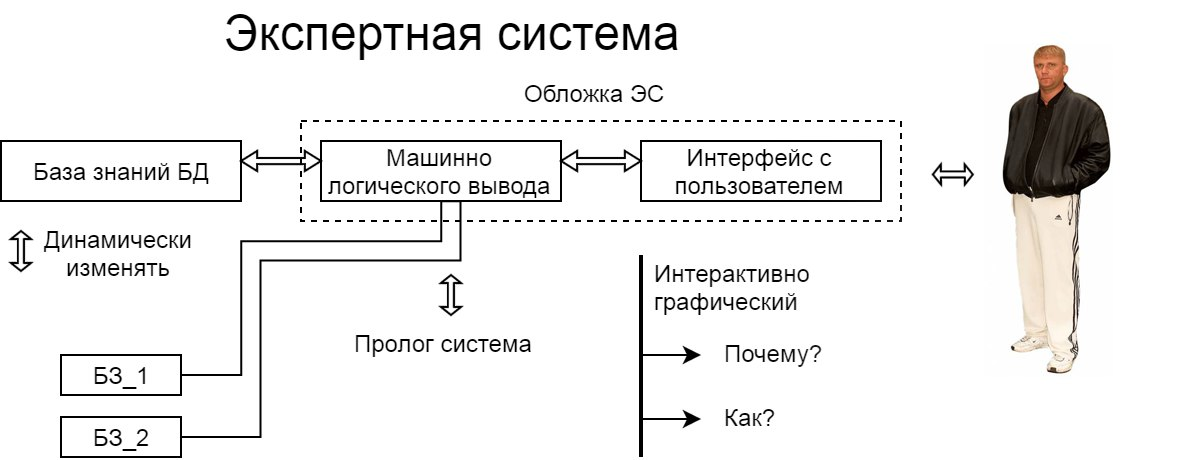 Экспертная система
Обложка ЭС
База знаний БД
Машинно
логического вывода
Интерфейс с
пользователем
Динамически
изменять
Интерактивно
графический
Пролог система
Почему?
БЗ_1
Как?
БЗ_2